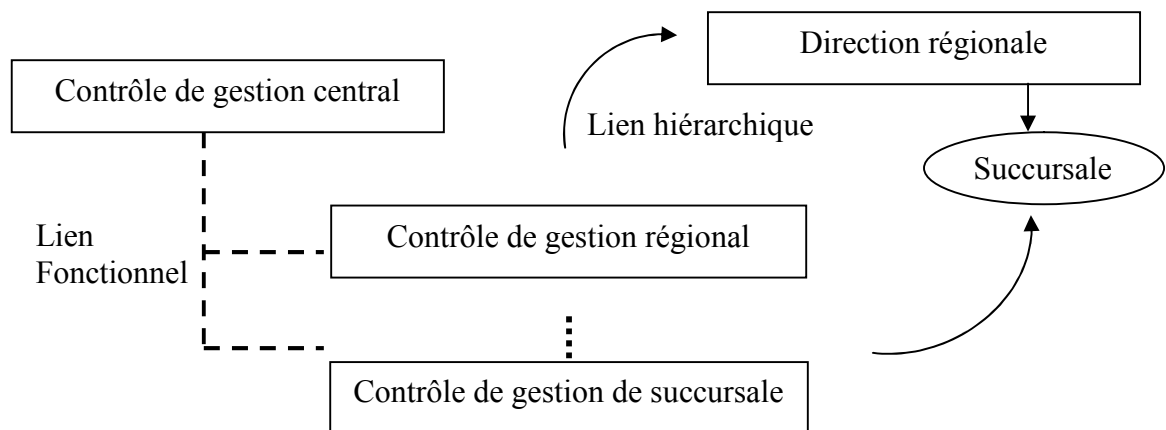 Direction régionale
Contrôle de gestion central
Lien hiérarchique
Succursale
Contrôle de gestion régional
Lien
Fonctionnel
Contrôle de gestion de succursale